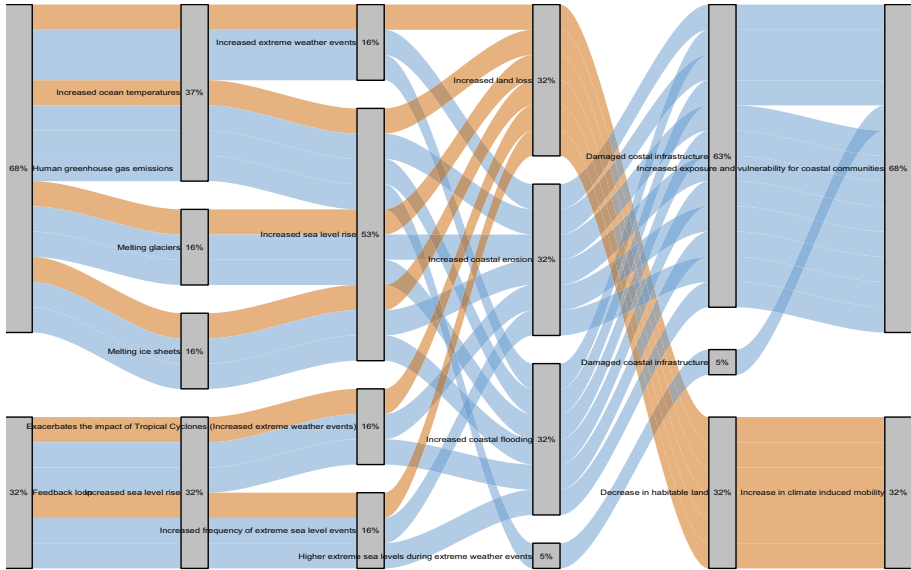 68% Human greenhouse gas emissions
32% Feedback loop
Increased ocean temperatures 37%
Melting glaciers 16%
Melting ice sheets 16%
Increased sea level rise 32%
Increased extreme weather events 16%
Increased sea level rise 53%
Exacerbates the impact of Tropical Cyclones (Increased extreme weather events) 16%
Increased frequency of extreme sea level events 16%
Increased land loss 32%
Increased coastal erosion 32%
Increased coastal flooding 32%
Higher extreme sea levels during extreme weather events 5%
Damaged costal infrastructure 63%
Damaged coastal infrastructure 5%
Decrease in habitable land 32%
Increased exposure and vulnerability for coastal communities 68%
Increase in climate induced mobility 32%